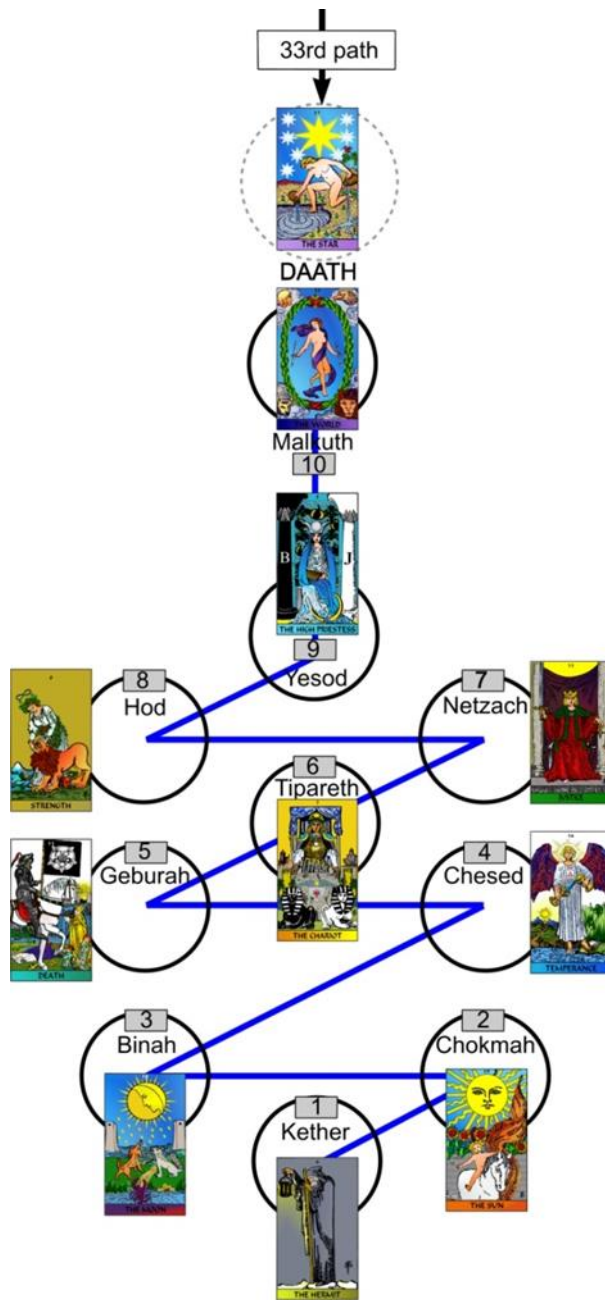 33rd path
THE STAR
DAATH
THE WORLD
Malkuth
10
B
J
THE HIGH PRIESTESS
9
Yesod
8
Hod
7
Netzach
STRENGTH
JUSTICE
6
Tipareth
5
Geburah
4
Chesed
THE CHARIOT
DEATH
TEMPERANCE
3
Binah
2
Chokmah
1
Kether
THE MOON
THE SUN
THE HERMIT